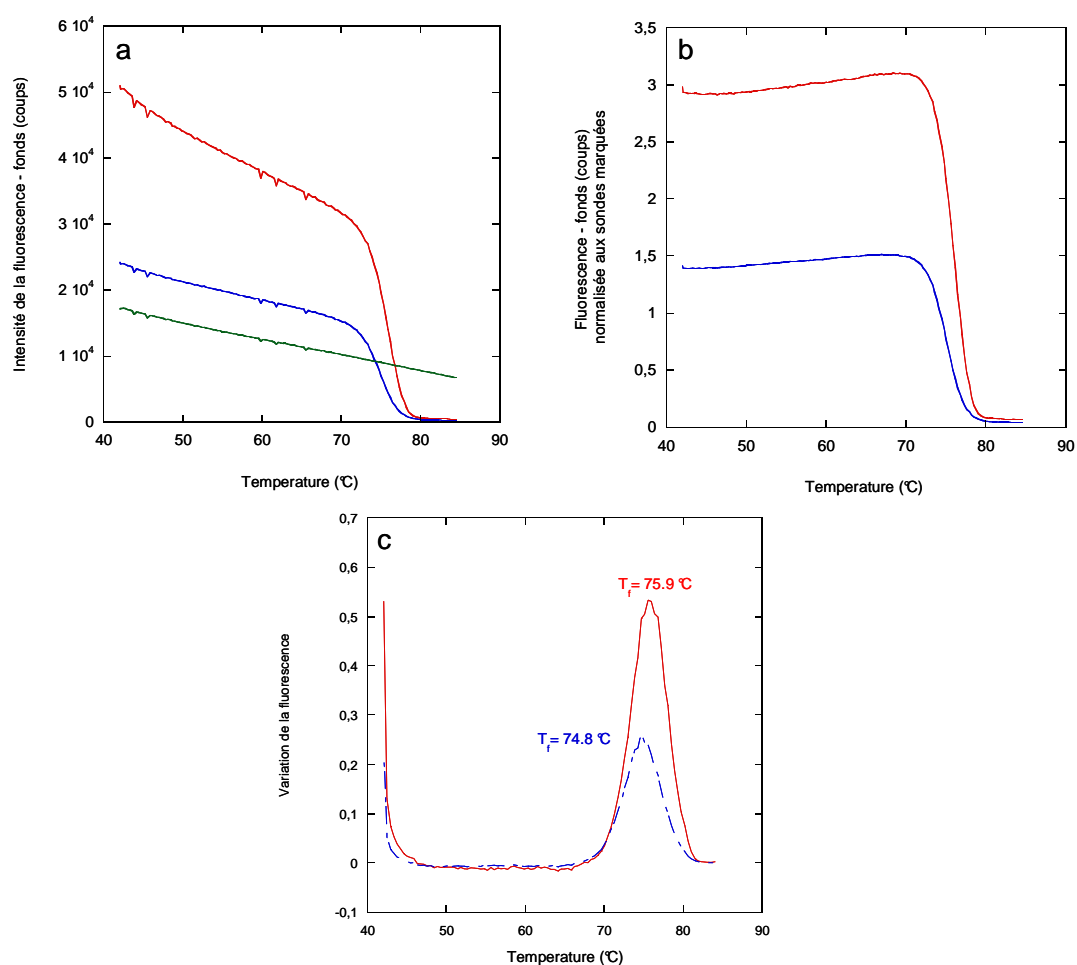 a
Intensité de la fluorescence - fonds (coups)
6 10⁴
5 10⁴
4 10⁴
3 10⁴
2 10⁴
1 10⁴
0
40 50 60 70 80 90
Temperature (°C)
b
Fluorescence - fonds (coups)
normalisée aux sondes marquées
3,5
3
2,5
2
1,5
1
0,5
0
40 50 60 70 80 90
Temperature (°C)
c
Variation de la fluorescence
0,7
0,6
0,5
0,4
0,3
0,2
0,1
0
-0,1
T_f= 75.9 °C
T_f= 74.8 °C
40 50 60 70 80 90
Temperature (°C)